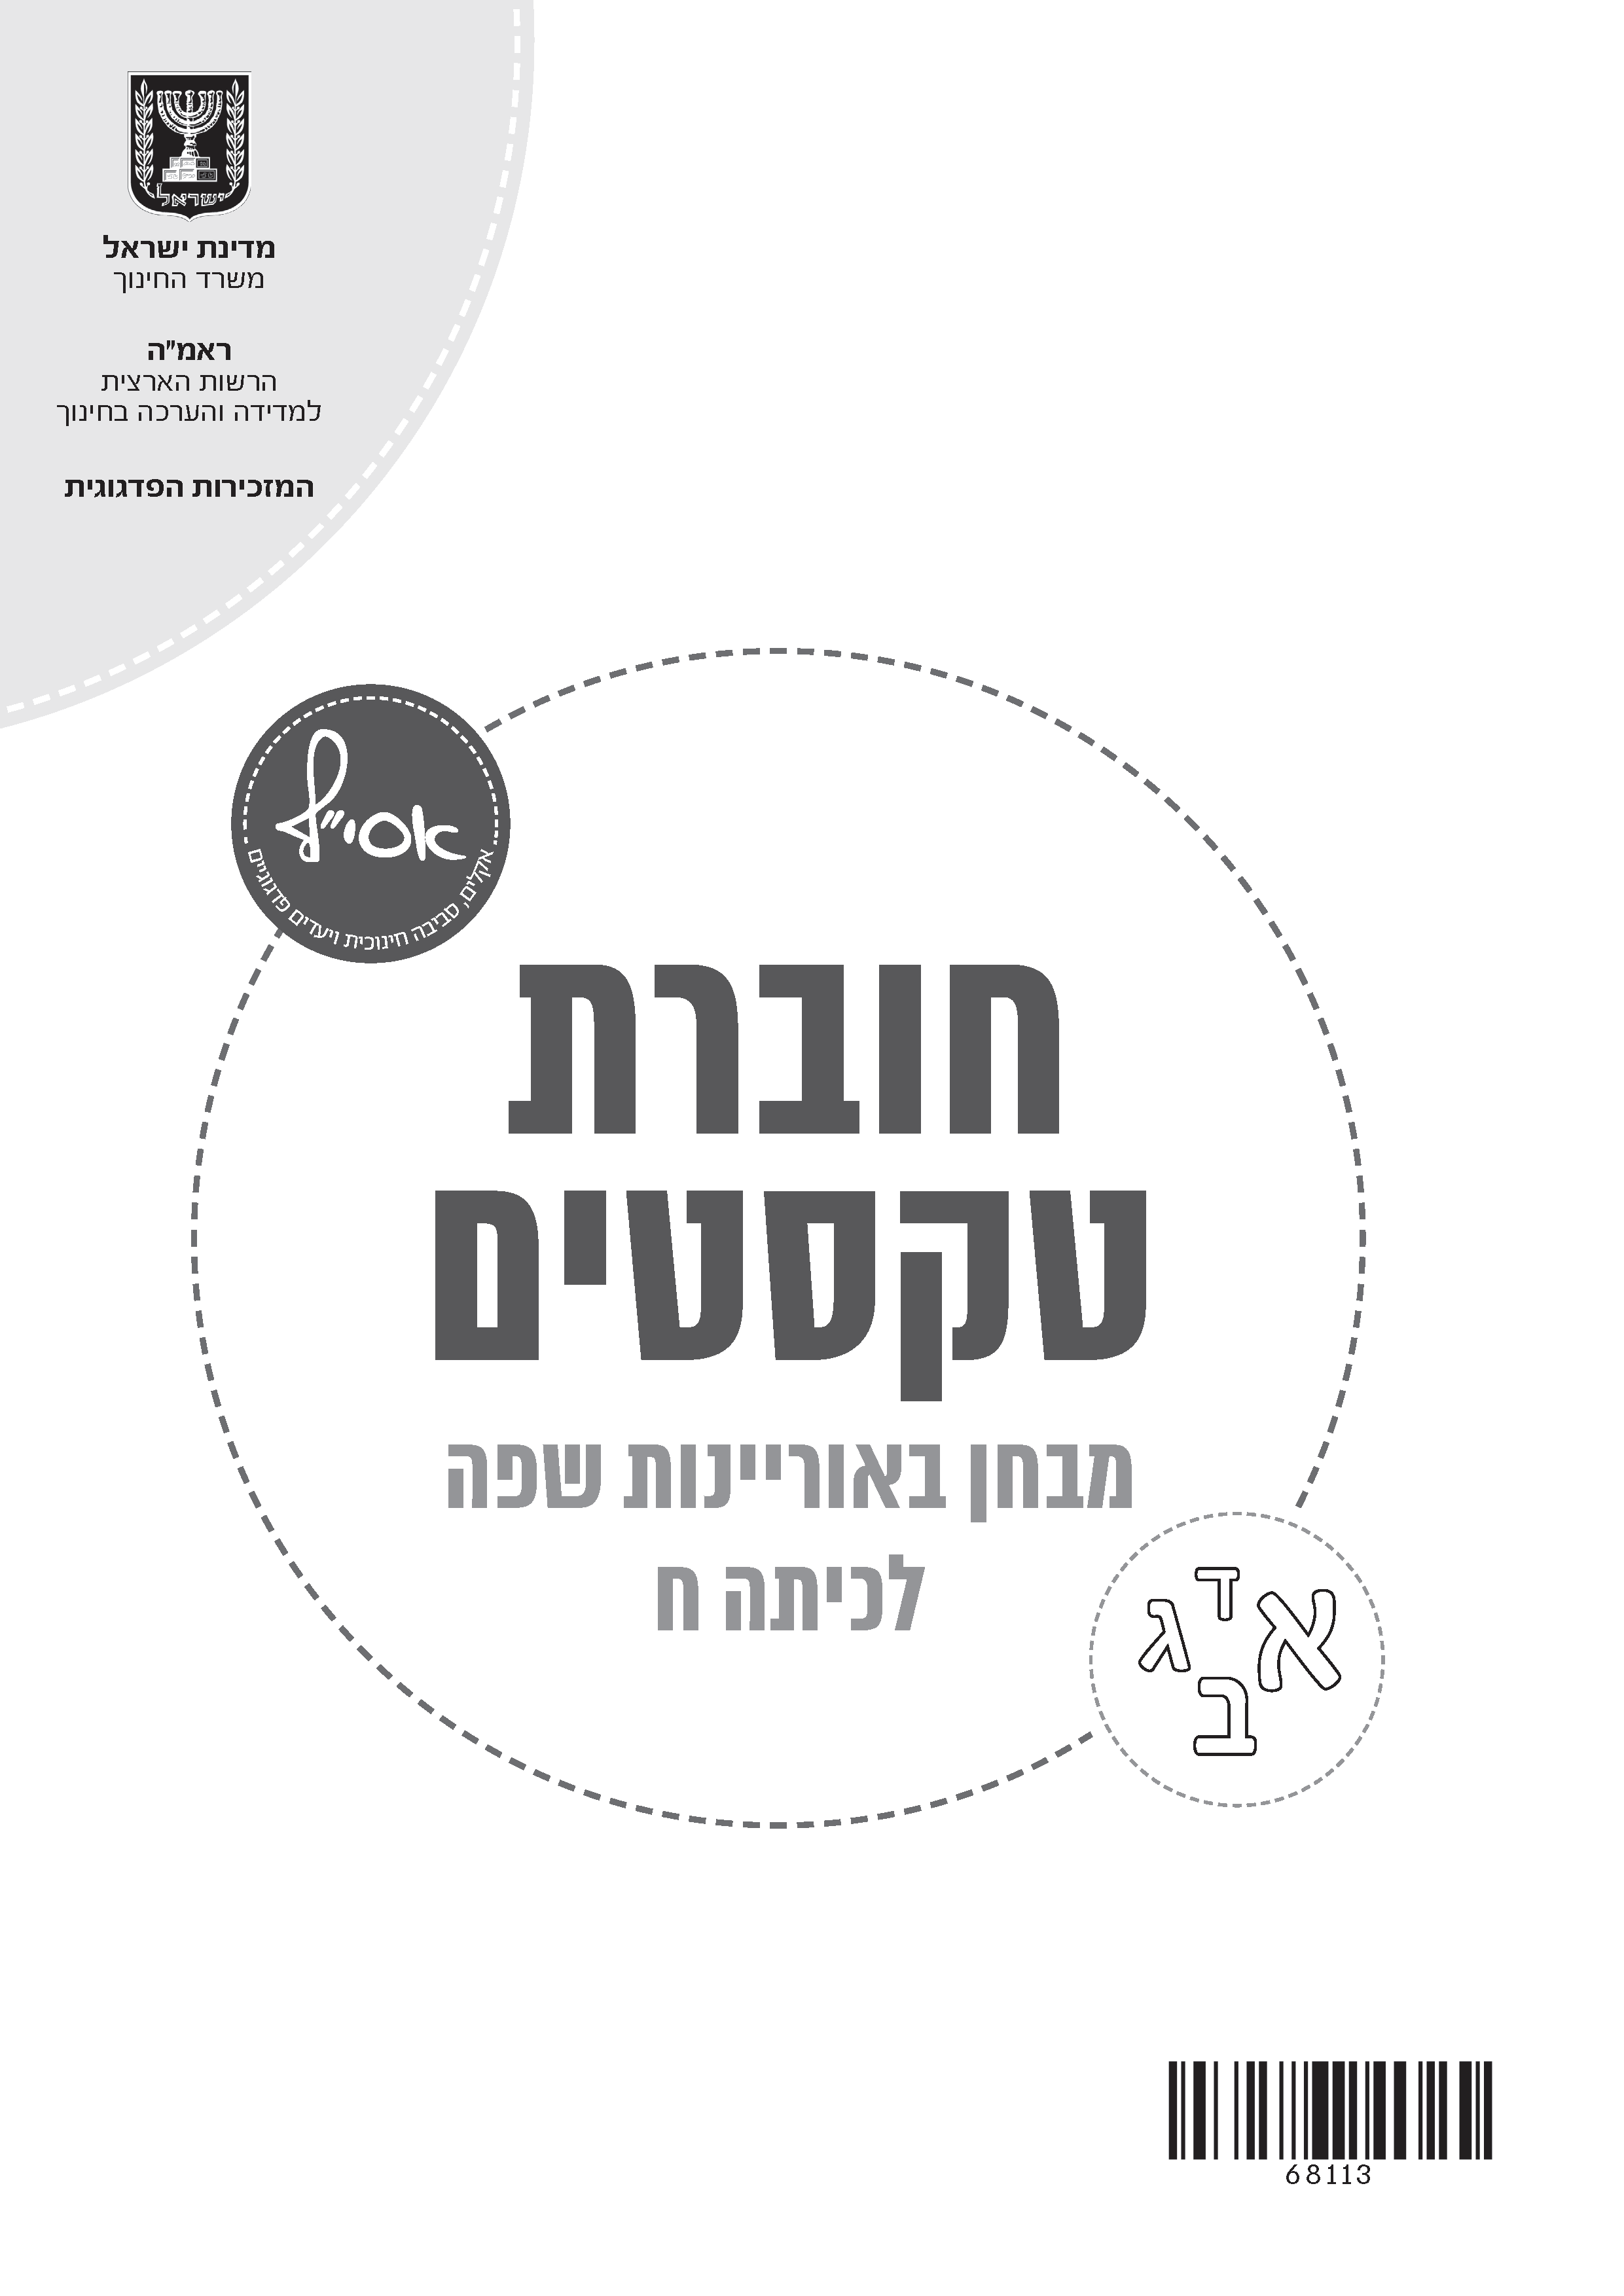 ישראל
מדינת ישראל
משרד החינוך
ראמ"ה
הרשות הארצית
למדידה והערכה בחינוך
המזכירות הפדגוגית
אסי"ף
אקלים, סביבה חינוכית ויעדים פדגוגיים
חוברת
טקסטים
מבחן באוריינות שפה
לכיתה ח
א
ד
ג
ב
68113